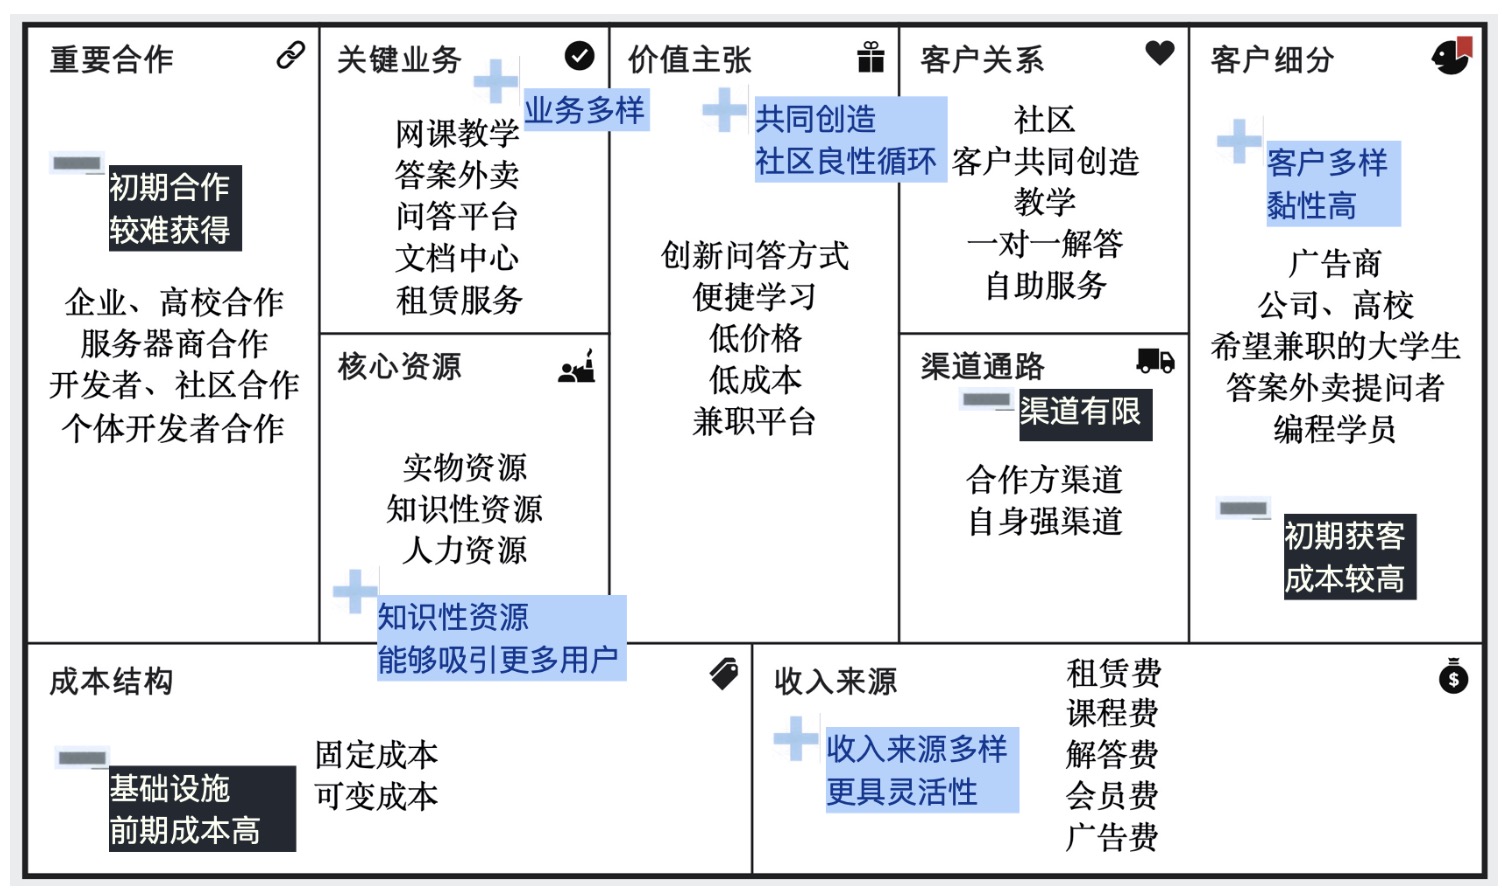 重要合作
初期合作
较难获得
企业、高校合作
服务器商合作
开发者、社区合作
个体开发者合作
关键业务
业务多样
网课教学
答案外卖
问答平台
文档中心
租赁服务
核心资源
实物资源
知识性资源
人力资源
知识性资源
能够吸引更多用户
价值主张
共同创造
社区良性循环
创新问答方式
便捷学习
低价格
低成本
兼职平台
客户关系
社区
客户共同创造
教学
一对一解答
自助服务
渠道通路
渠道有限
合作方渠道
自身强渠道
客户细分
客户多样
黏性高
广告商
公司、高校
希望兼职的大学生
答案外卖提问者
编程学员
初期获客
成本较高
成本结构
基础设施
前期成本高
固定成本
可变成本
收入来源
收入来源多样
更具灵活性
租赁费
课程费
解答费
会员费
广告费